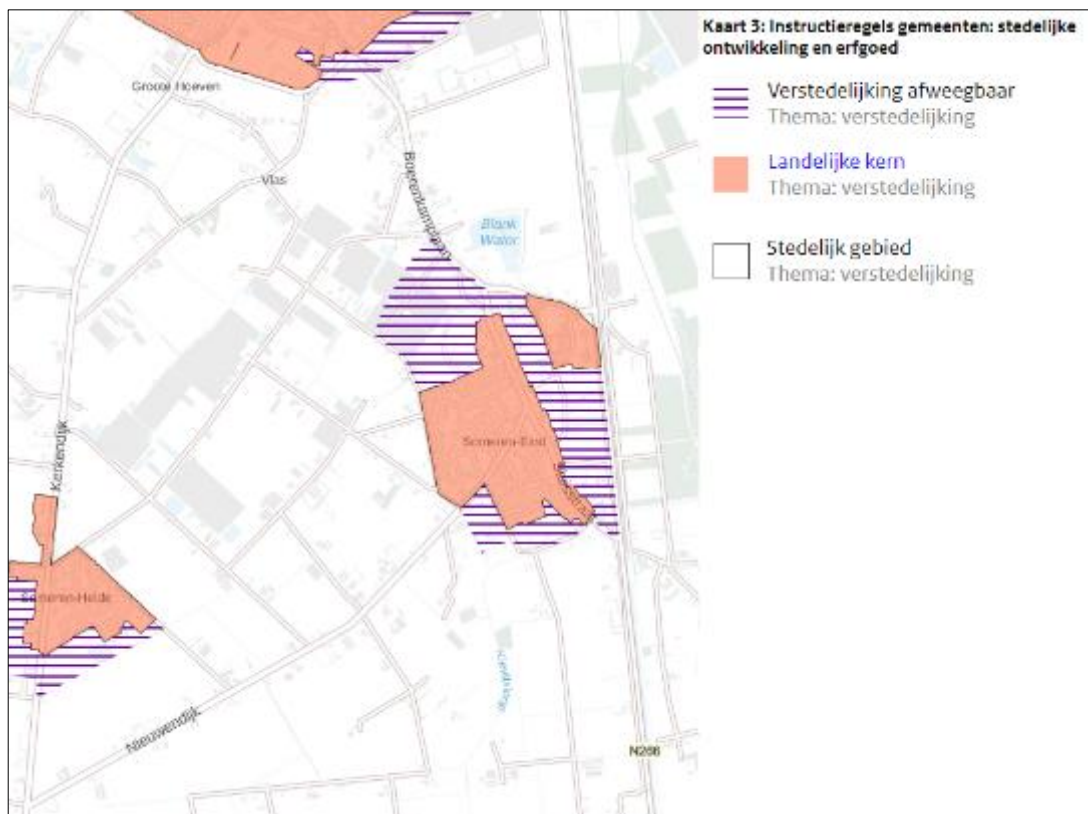 Kaart 3: Instructieregels gemeenten: stedelijke
ontwikkeling en erfgoed
Verstedelijking afweegbaar
Thema: verstedelijking
Landelijke kern
Thema: verstedelijking
Stedelijk gebied
Thema: verstedelijking
Groote Hoeven
Vlas
Boerenkamplaan
Blank
Water
Kerkendijk
Someren-Eind
Someren-Heide
Nieuwendijk
N266